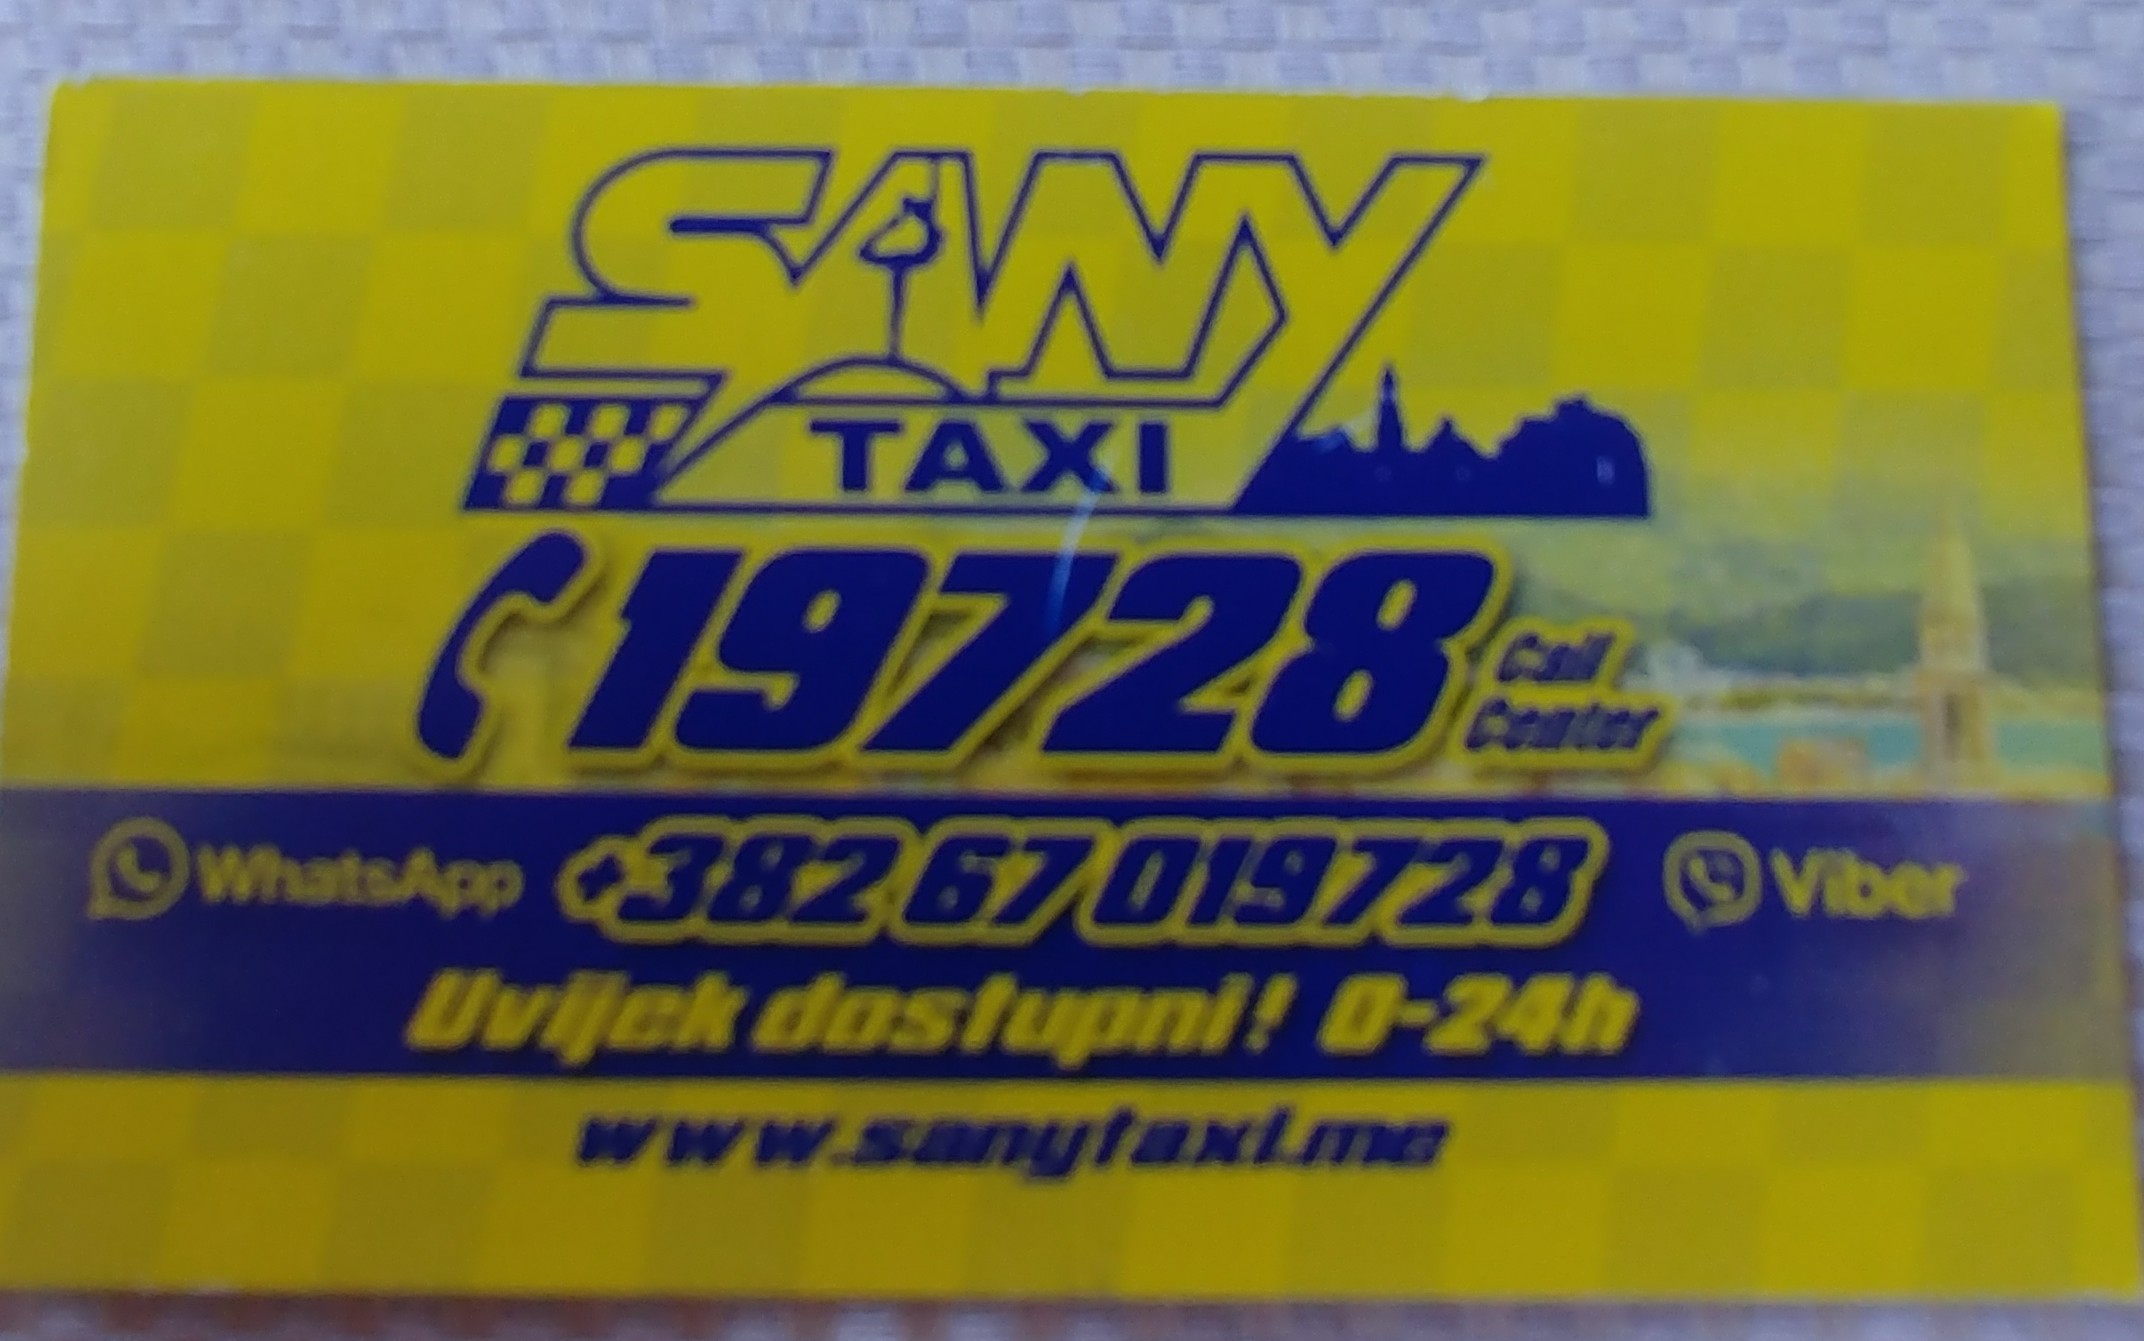 SANY
TAXI
19728 Call Center
WhatsApp +382 67 019728 Viber
Uvijek dostupni! 0-24h
www.sanytaxi.me